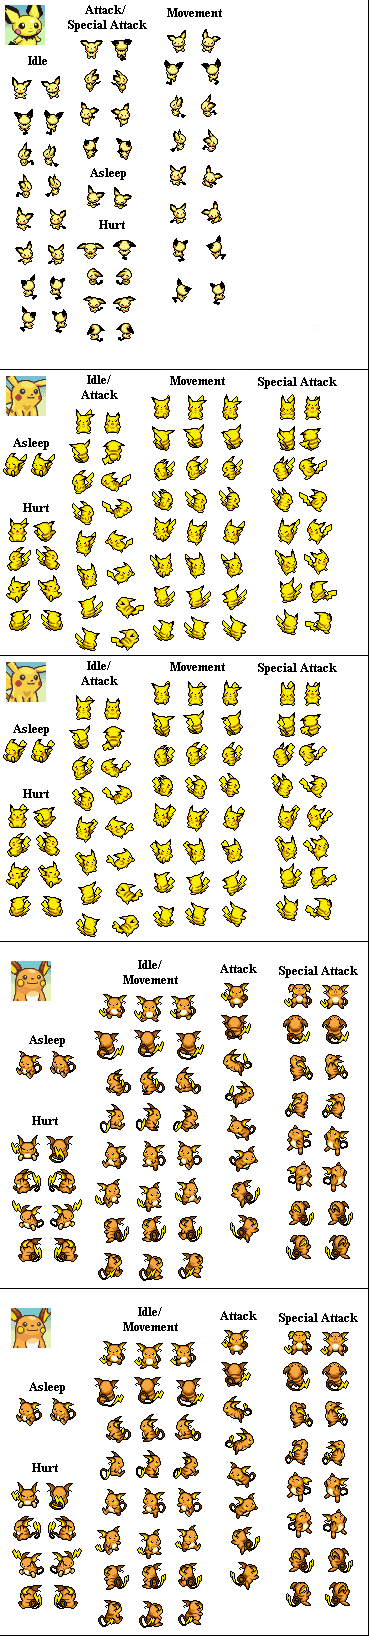 Attack/
Special Attack
Movement
Idle
Asleep
Hurt
Idle/
Attack
Movement
Special Attack
Asleep
Hurt
Idle/
Attack
Movement
Special Attack
Asleep
Hurt
Idle/
Movement
Attack
Special Attack
Asleep
Hurt
Idle/
Movement
Attack
Special Attack
Asleep
Hurt